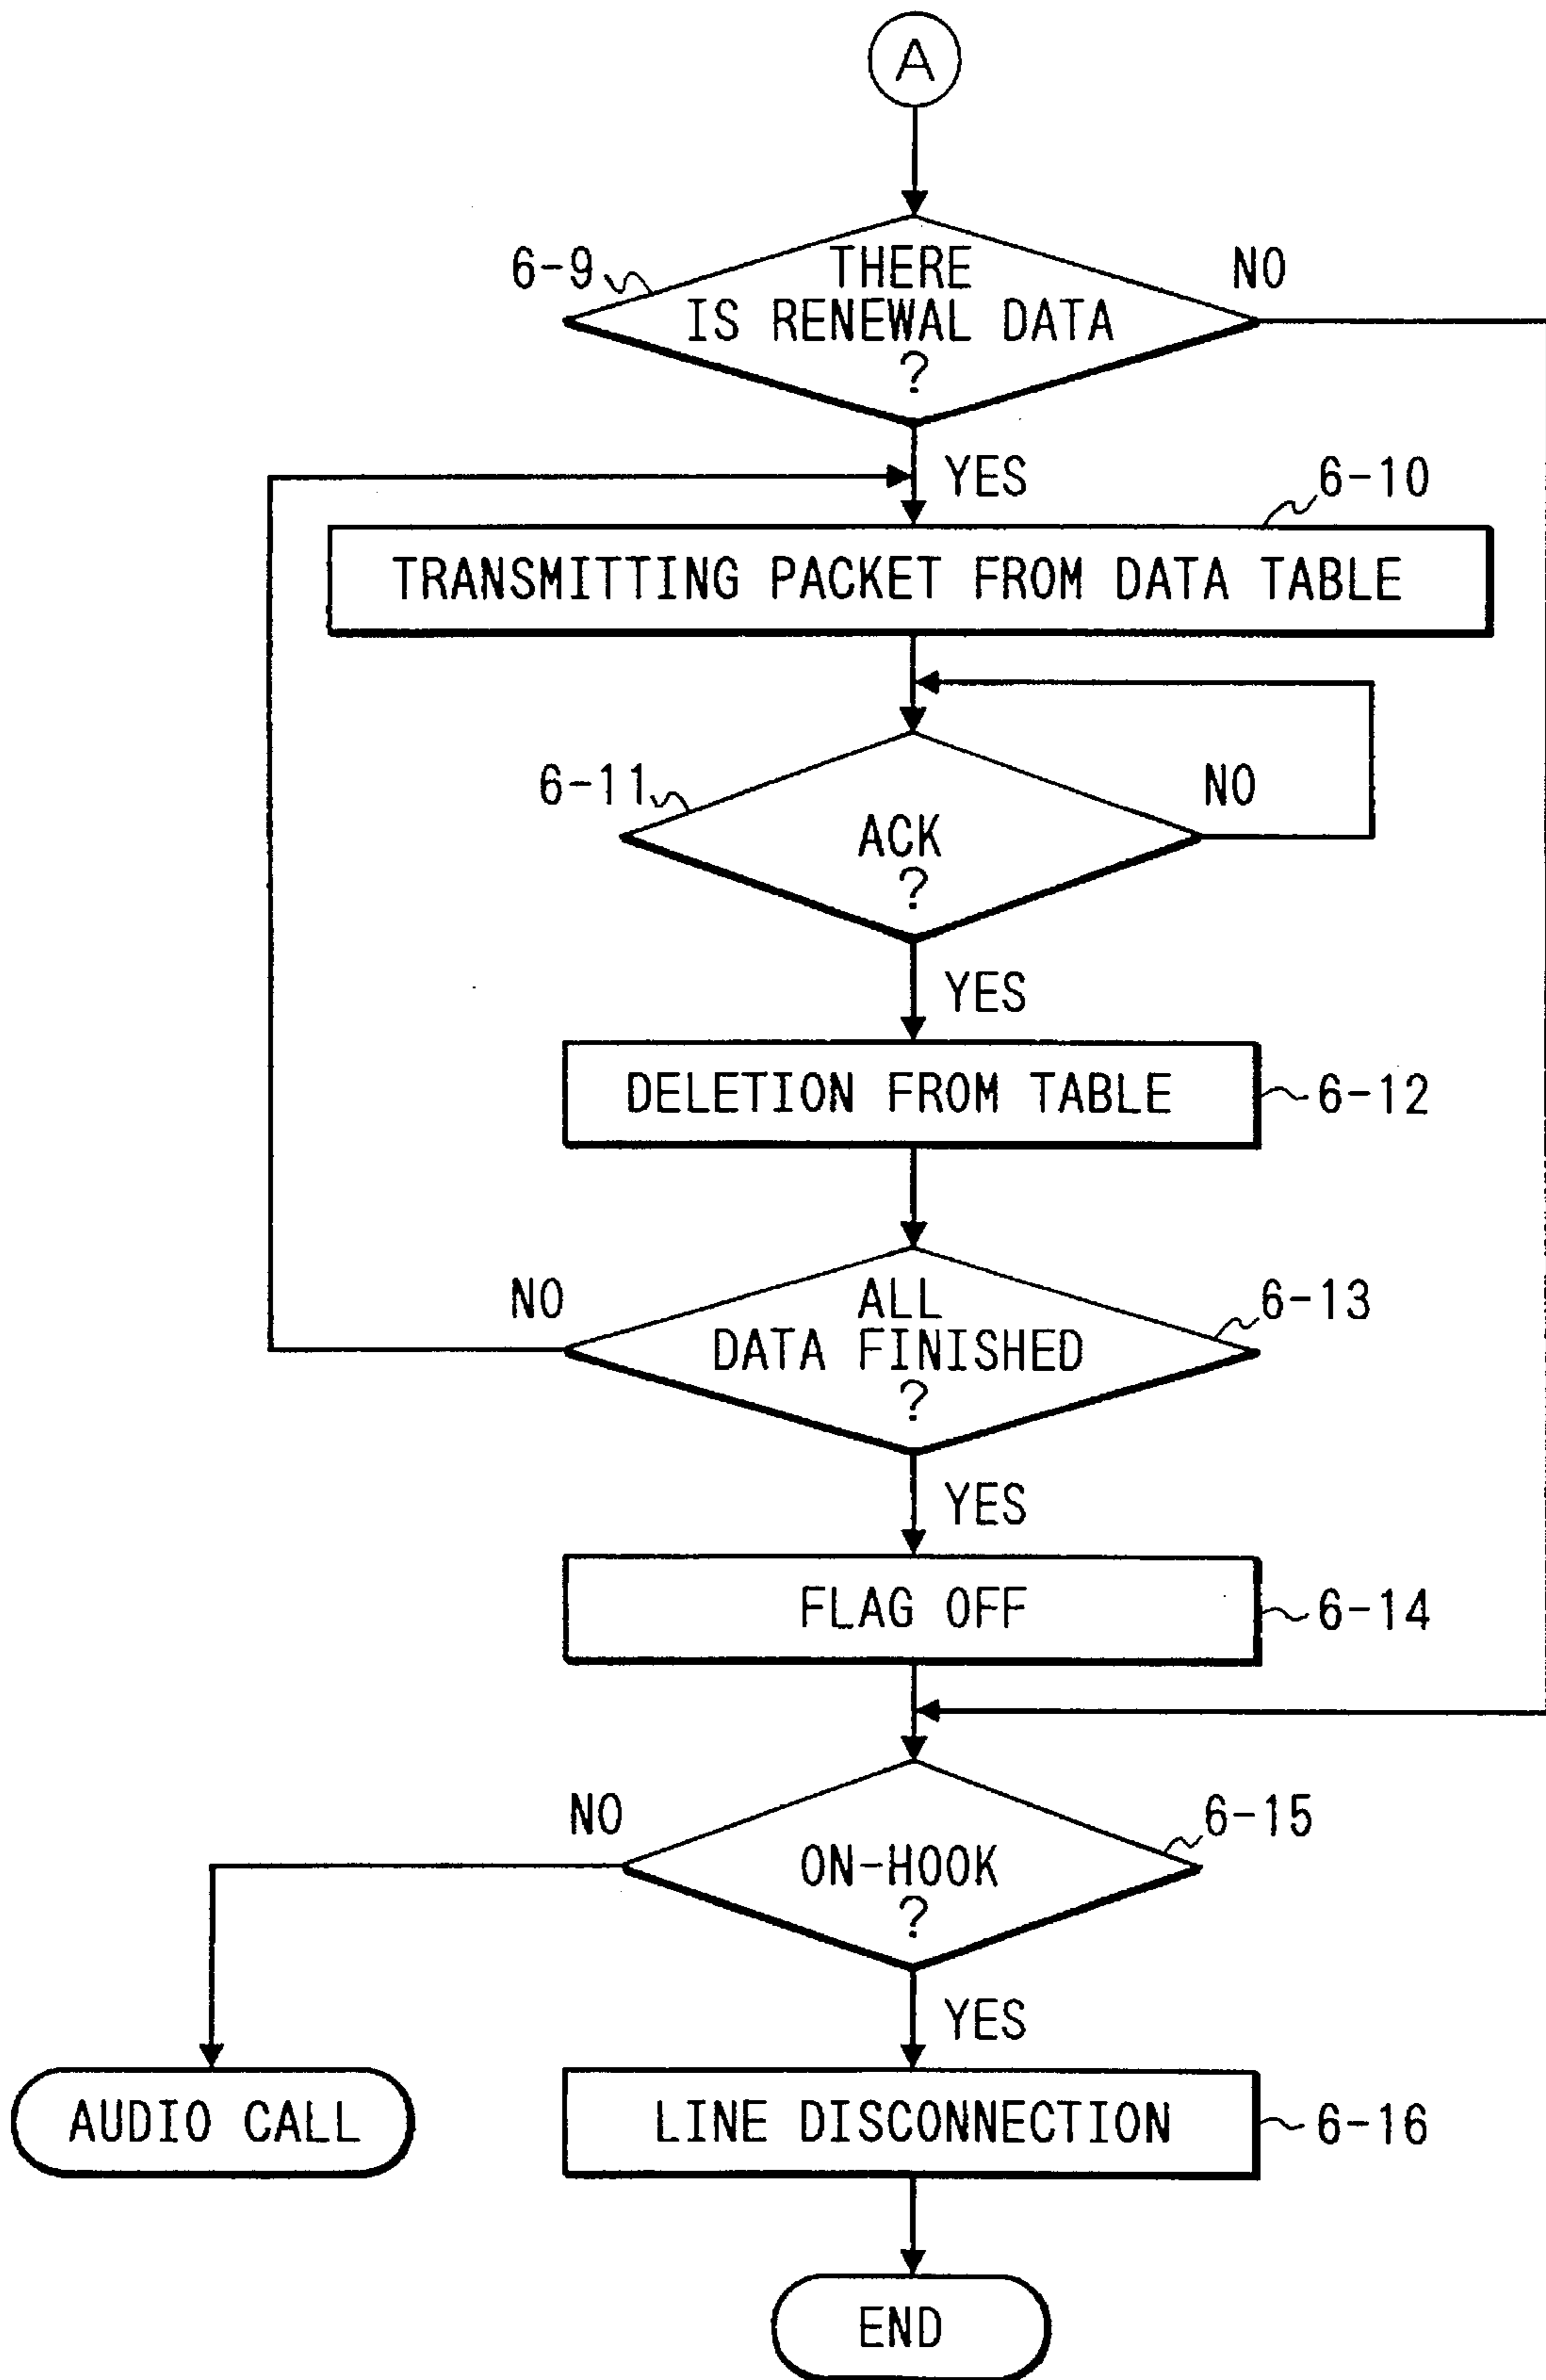 A
6-9
THERE
IS RENEWAL DATA
?
NO
YES
6-10
TRANSMITTING PACKET FROM DATA TABLE
6-11
ACK
?
NO
YES
DELETION FROM TABLE
6-12
NO
ALL
DATA FINISHED
?
6-13
YES
FLAG OFF
6-14
NO
ON-HOOK
?
6-15
YES
AUDIO CALL
LINE DISCONNECTION
6-16
END